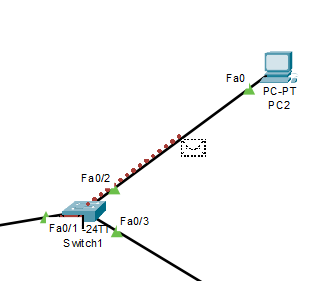 Fa0
PC-PT
PC2
Fa0/2
Fa0/1
-24TT
Fa0/3
Switch1